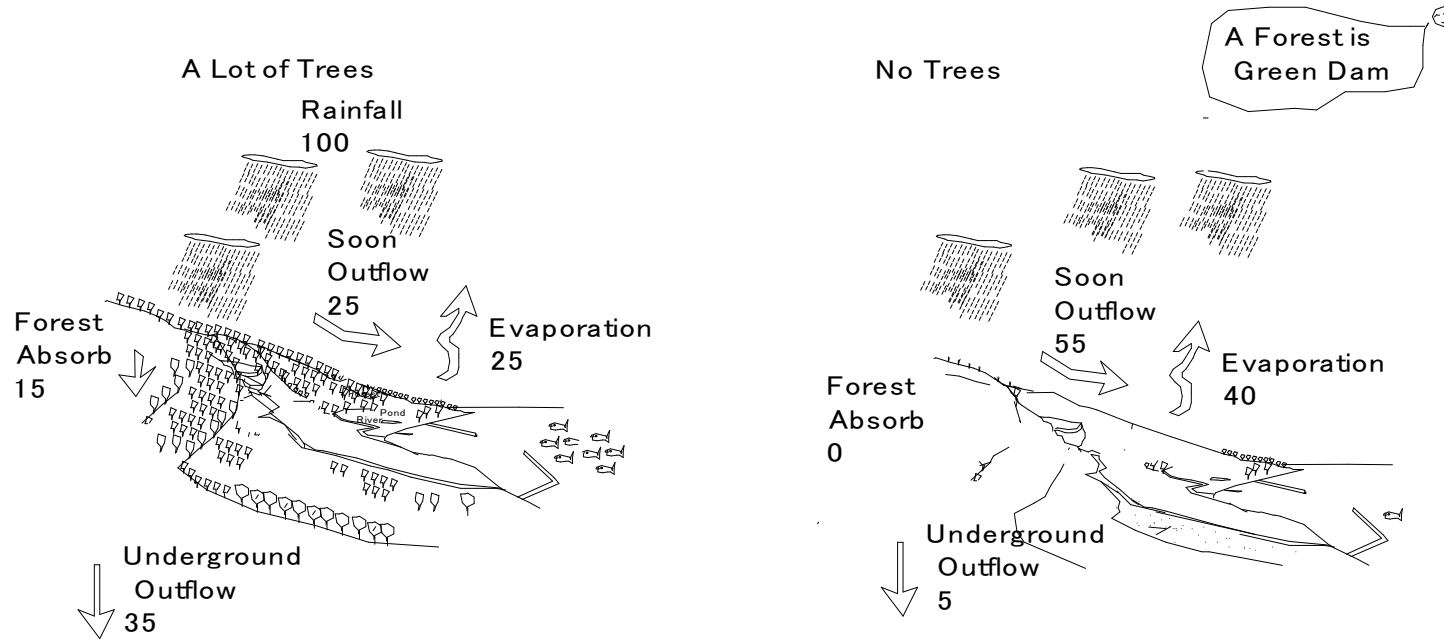 A Lot of Trees
Rainfall
100
Soon
Outflow
25
Forest
Absorb
15
Evaporation
25
Pond
River
Underground
Outflow
35
No Trees
A Forest is
Green Dam
Soon
Outflow
55
Evaporation
40
Forest
Absorb
0
Underground
Outflow
5